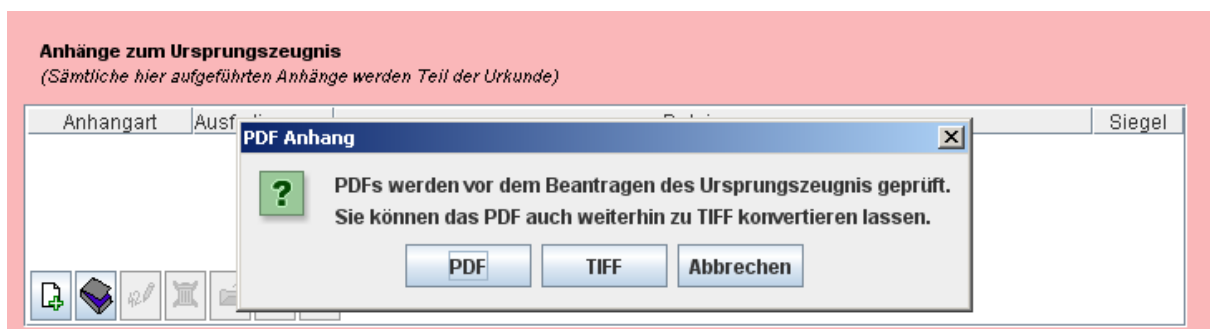 Anhänge zum Ursprungszeugnis
(Sämtliche hier aufgeführten Anhänge werden Teil der Urkunde)
Anhangart Siegel
PDF Anhang
PDFs werden vor dem Beantragen des Ursprungszeugnis geprüft.
Sie können das PDF auch weiterhin zu TIFF konvertieren lassen.
PDF TIFF Abbrechen